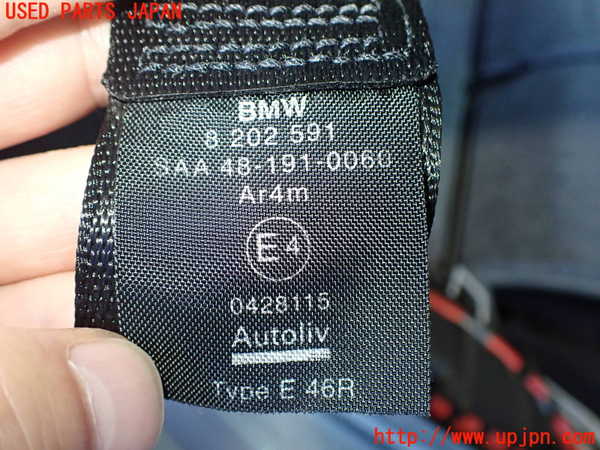 USED PARTS JAPAN
BMW
8 202 591
SAA 48-191-0060
Ar4m
E4
0428115
Autoliv
Type E 46R
http://www.upjpn.com